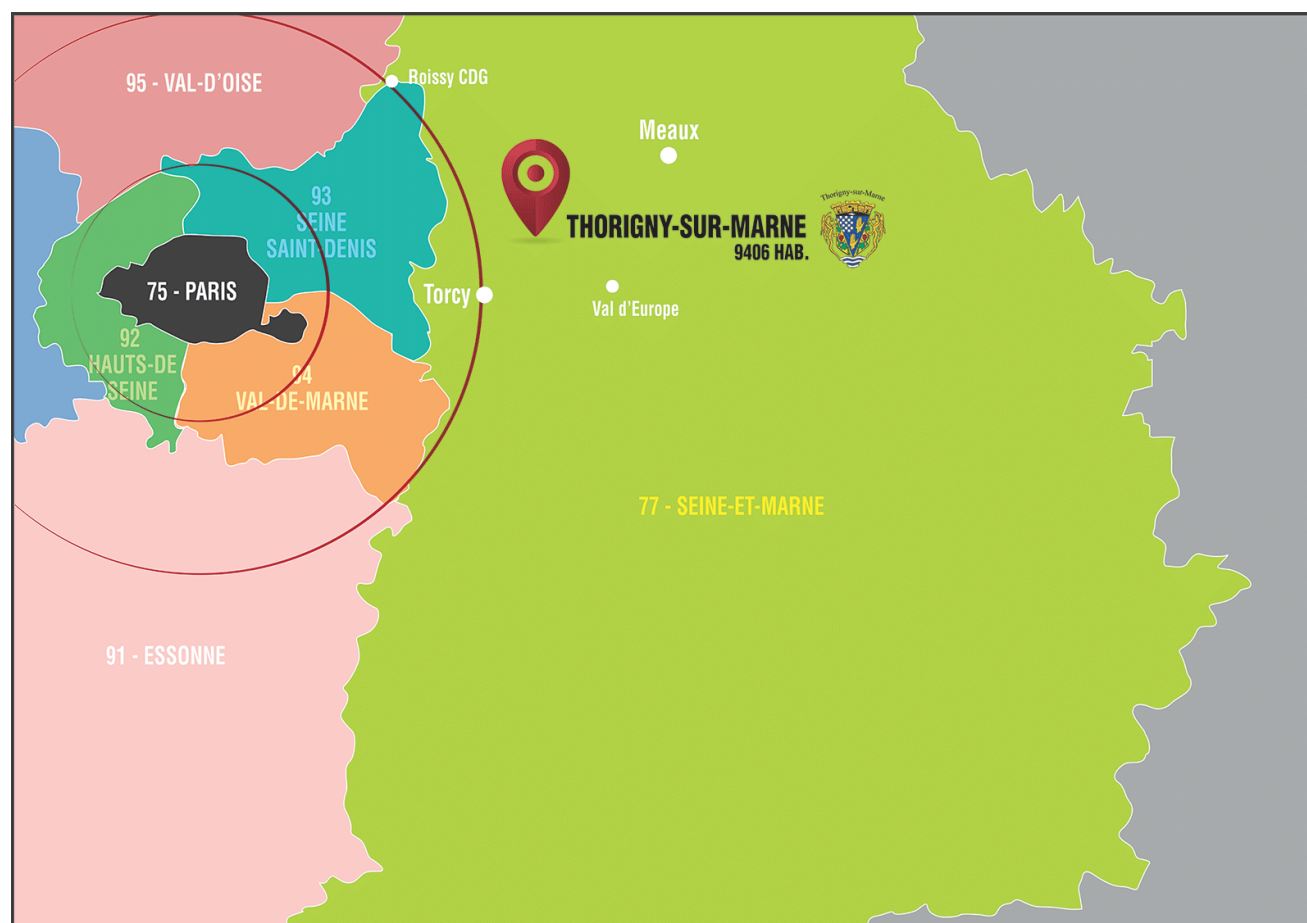 95 - VAL-D'OISE
Roissy CDG
Meaux
93
SEINE
SAINT-DENIS
Thorigny-sur-Marne
THORIGNY-SUR-MARNE
9406 HAB.
75 - PARIS
Torcy
Val d'Europe
92
HAUTS-DE
SEINE
94
VAL-DE-MARNE
77 - SEINE-ET-MARNE
91 - ESSONNE